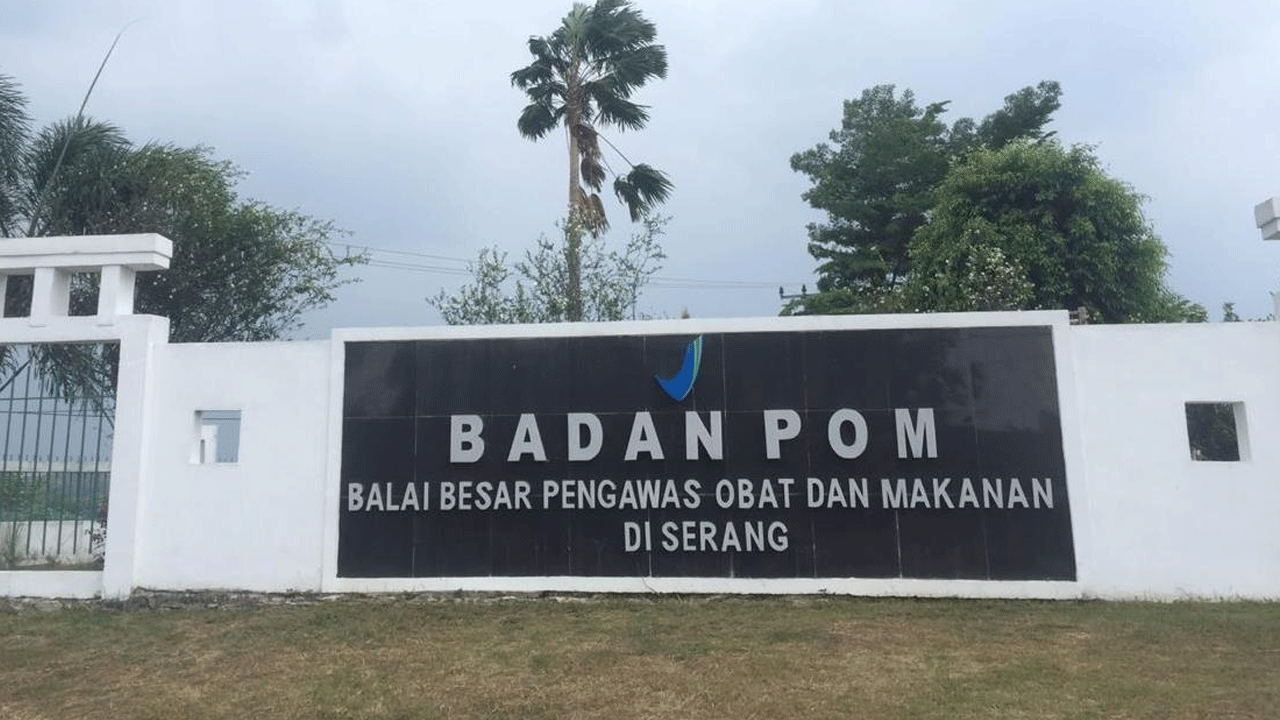 BADAN POM
BALAI BESAR PENGAWAS OBAT DAN MAKANAN
DI SERANG